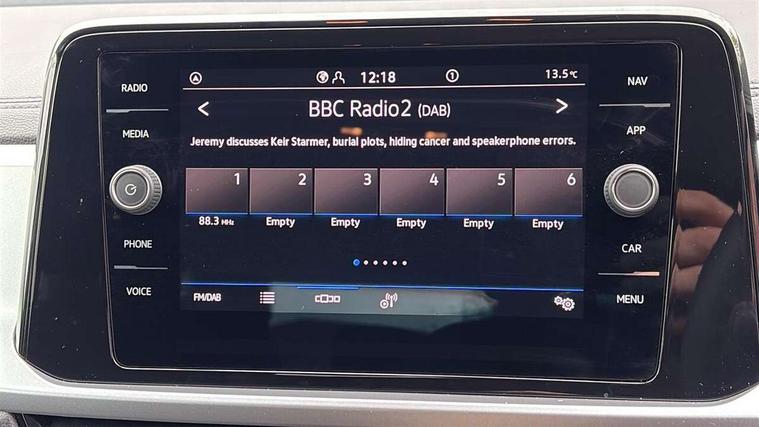 12:18
1
13.5°C
RADIO
NAV
BBC Radio2 (DAB)
MEDIA
APP
Jeremy discusses Keir Starmer, burial plots, hiding cancer and speakerphone errors.
1 2 3 4 5 6
88.3 MHz Empty Empty Empty Empty Empty
PHONE
CAR
VOICE
FM/DAB
MENU